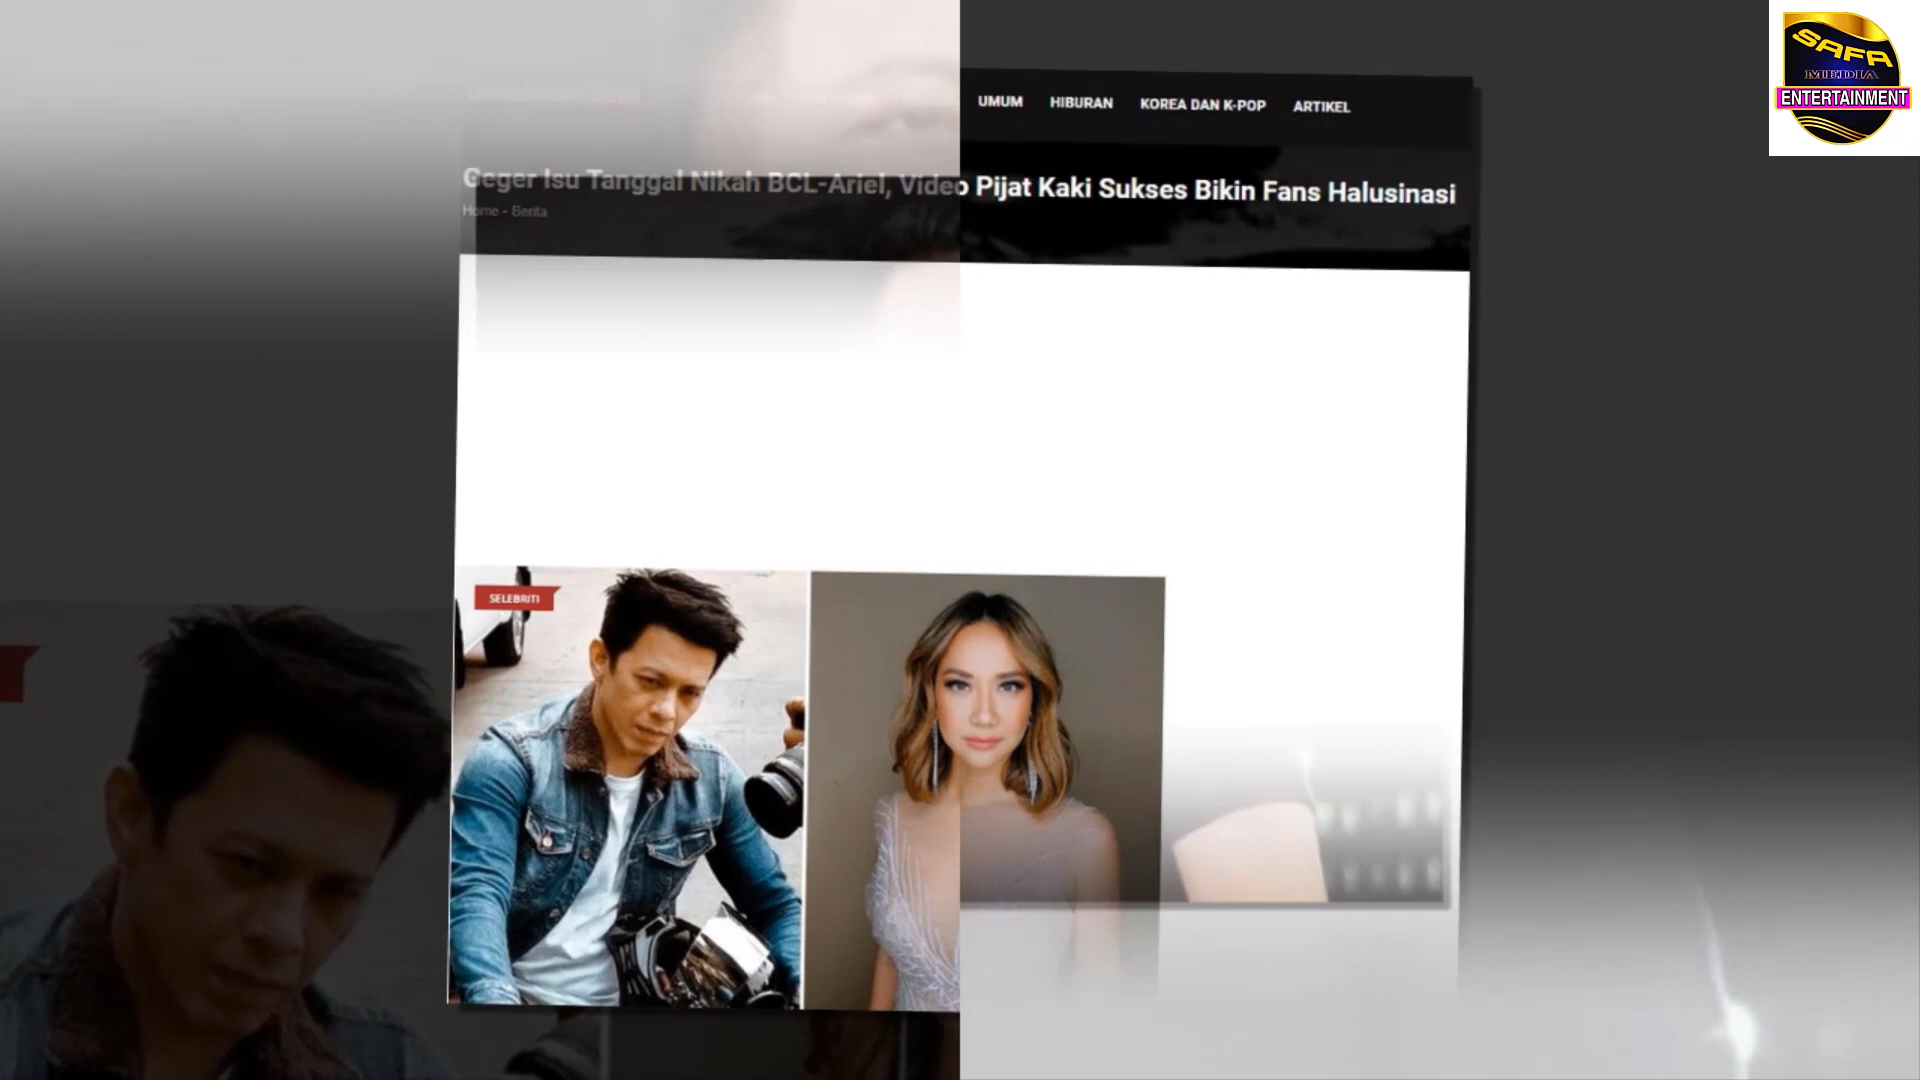 SAFA
MEDIA
ENTERTAINMENT
UMUM HIBURAN KOREA DAN K-POP ARTIKEL
Geger Isu Tanggal Nikah BCL-Ariel, Video Pijat Kaki Sukses Bikin Fans Halusinasi
Home - Berita
SELEBRITI